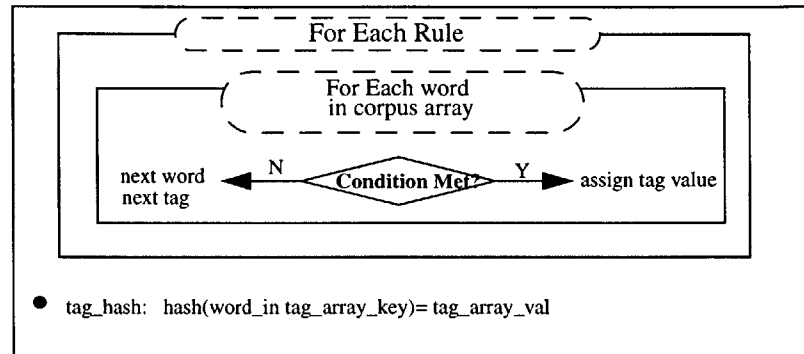 For Each Rule
For Each word
in corpus array
N
Condition Met?
Y
next word
next tag
assign tag value
● tag_hash: hash(word_in tag_array_key)= tag_array_val